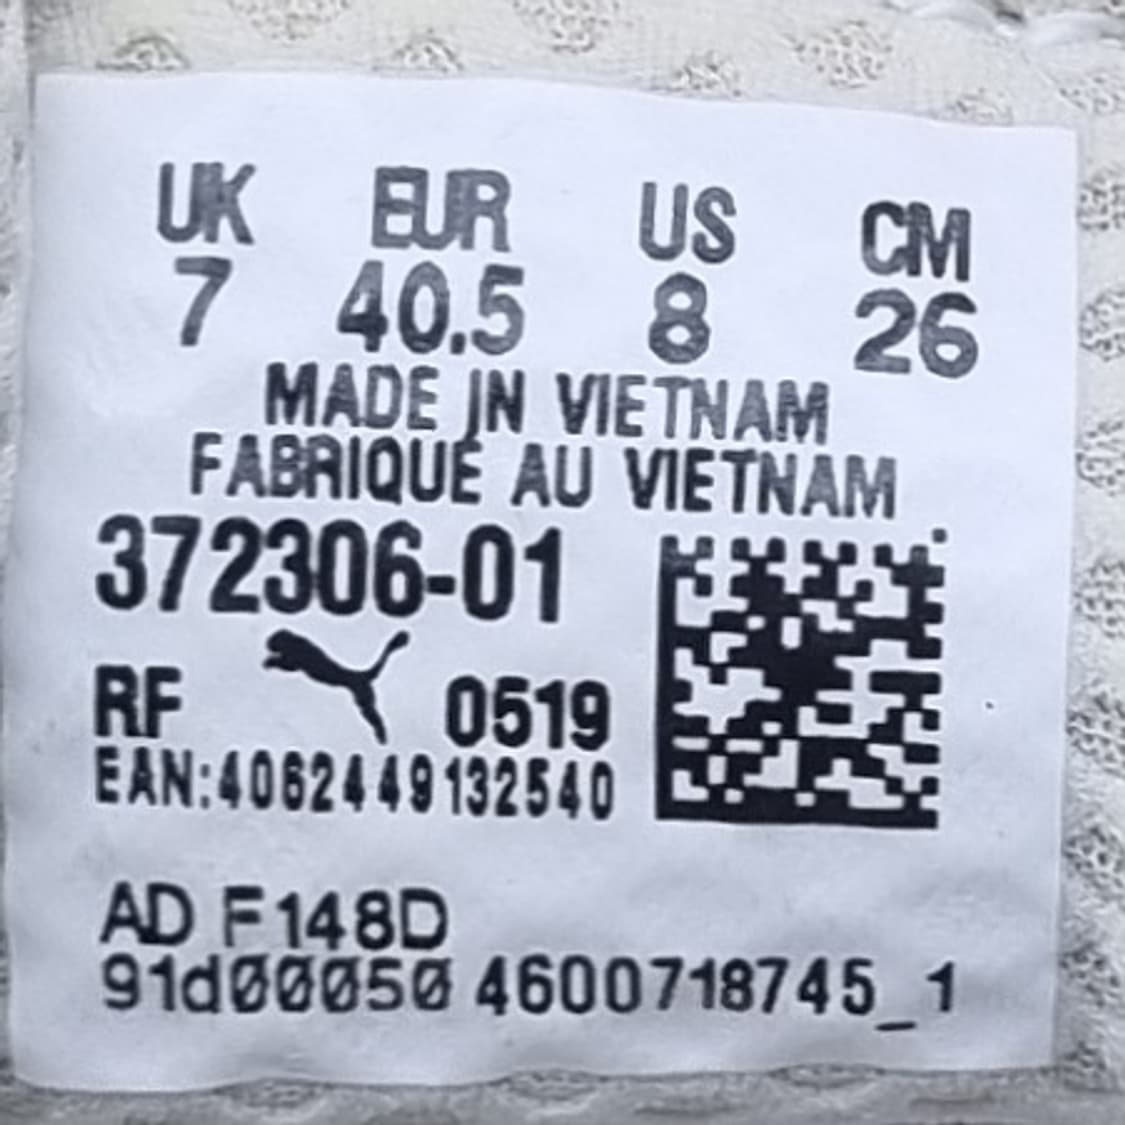 UK EUR US CM
7 40.5 8 26
MADE IN VIETNAM
FABRIQUE AU VIETNAM
372306-01
RF 0519
EAN:4062449132540
AD F148D
91d00050 4600718745_1